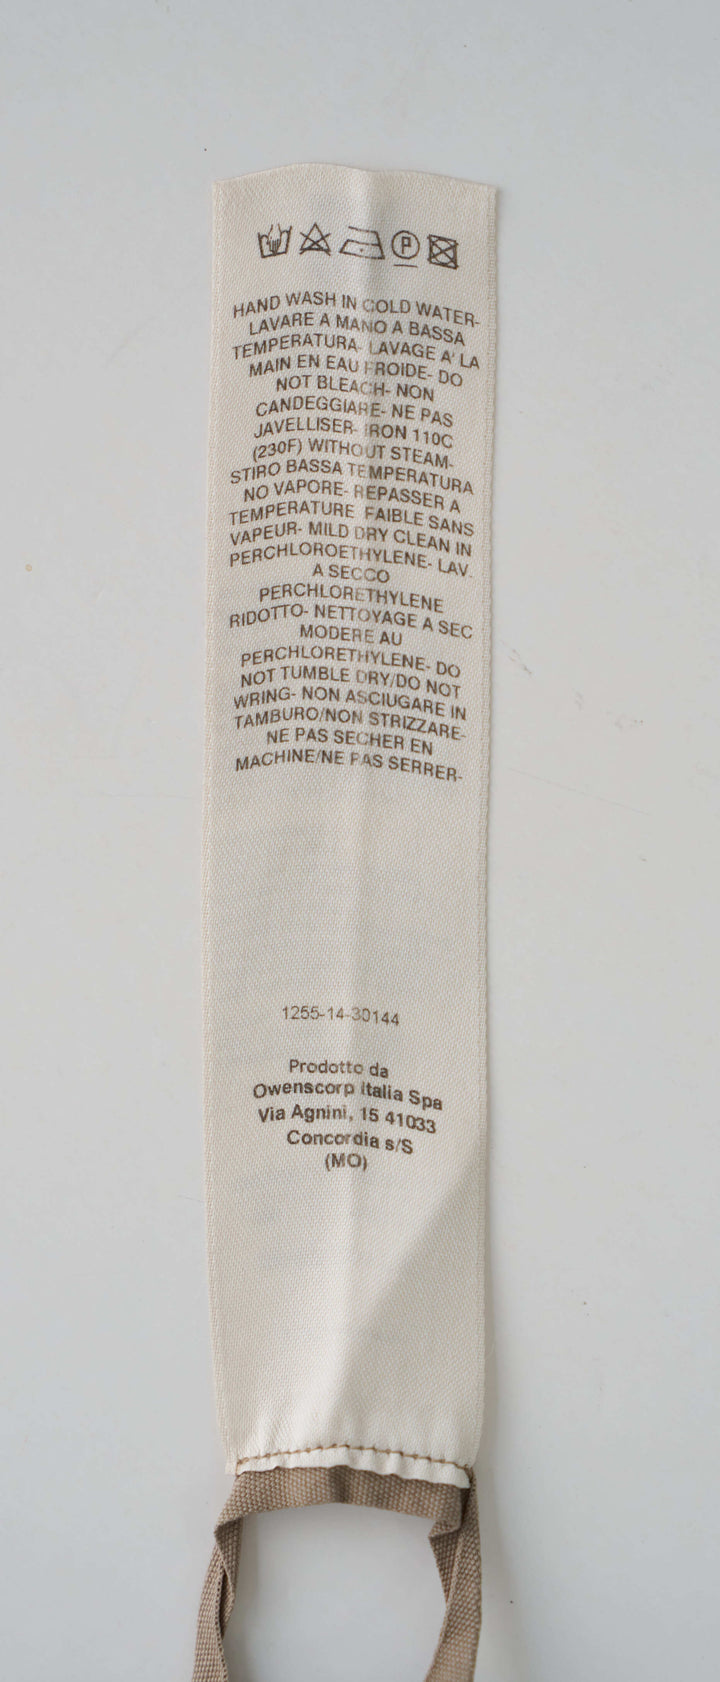 P
HAND WASH IN COLD WATER-
LAVARE A MANO A BASSA
TEMPERATURA- LAVAGE A' LA
MAIN EN EAU FROIDE- DO
NOT BLEACH- NON
CANDEGGIARE- NE PAS
JAVELLISER- IRON 110C
(230F) WITHOUT STEAM-
STIRO BASSA TEMPERATURA
NO VAPORE- REPASSER A
TEMPERATURE FAIBLE SANS
VAPEUR- MILD DRY CLEAN IN
PERCHLOROETHYLENE- LAV.
A SECCO
PERCHLORETHYLENE
RIDOTTO- NETTOYAGE A SEC
MODERE AU
PERCHLORETHYLENE- DO
NOT TUMBLE DRY/DO NOT
WRING- NON ASCIUGARE IN
TAMBURO/NON STRIZZARE-
NE PAS SECHER EN
MACHINE/NE PAS SERRER-
1255-14-30144
Prodotto da
Owenscorp Italia Spa
Via Agnini, 15 41033
Concordia s/S
(MO)